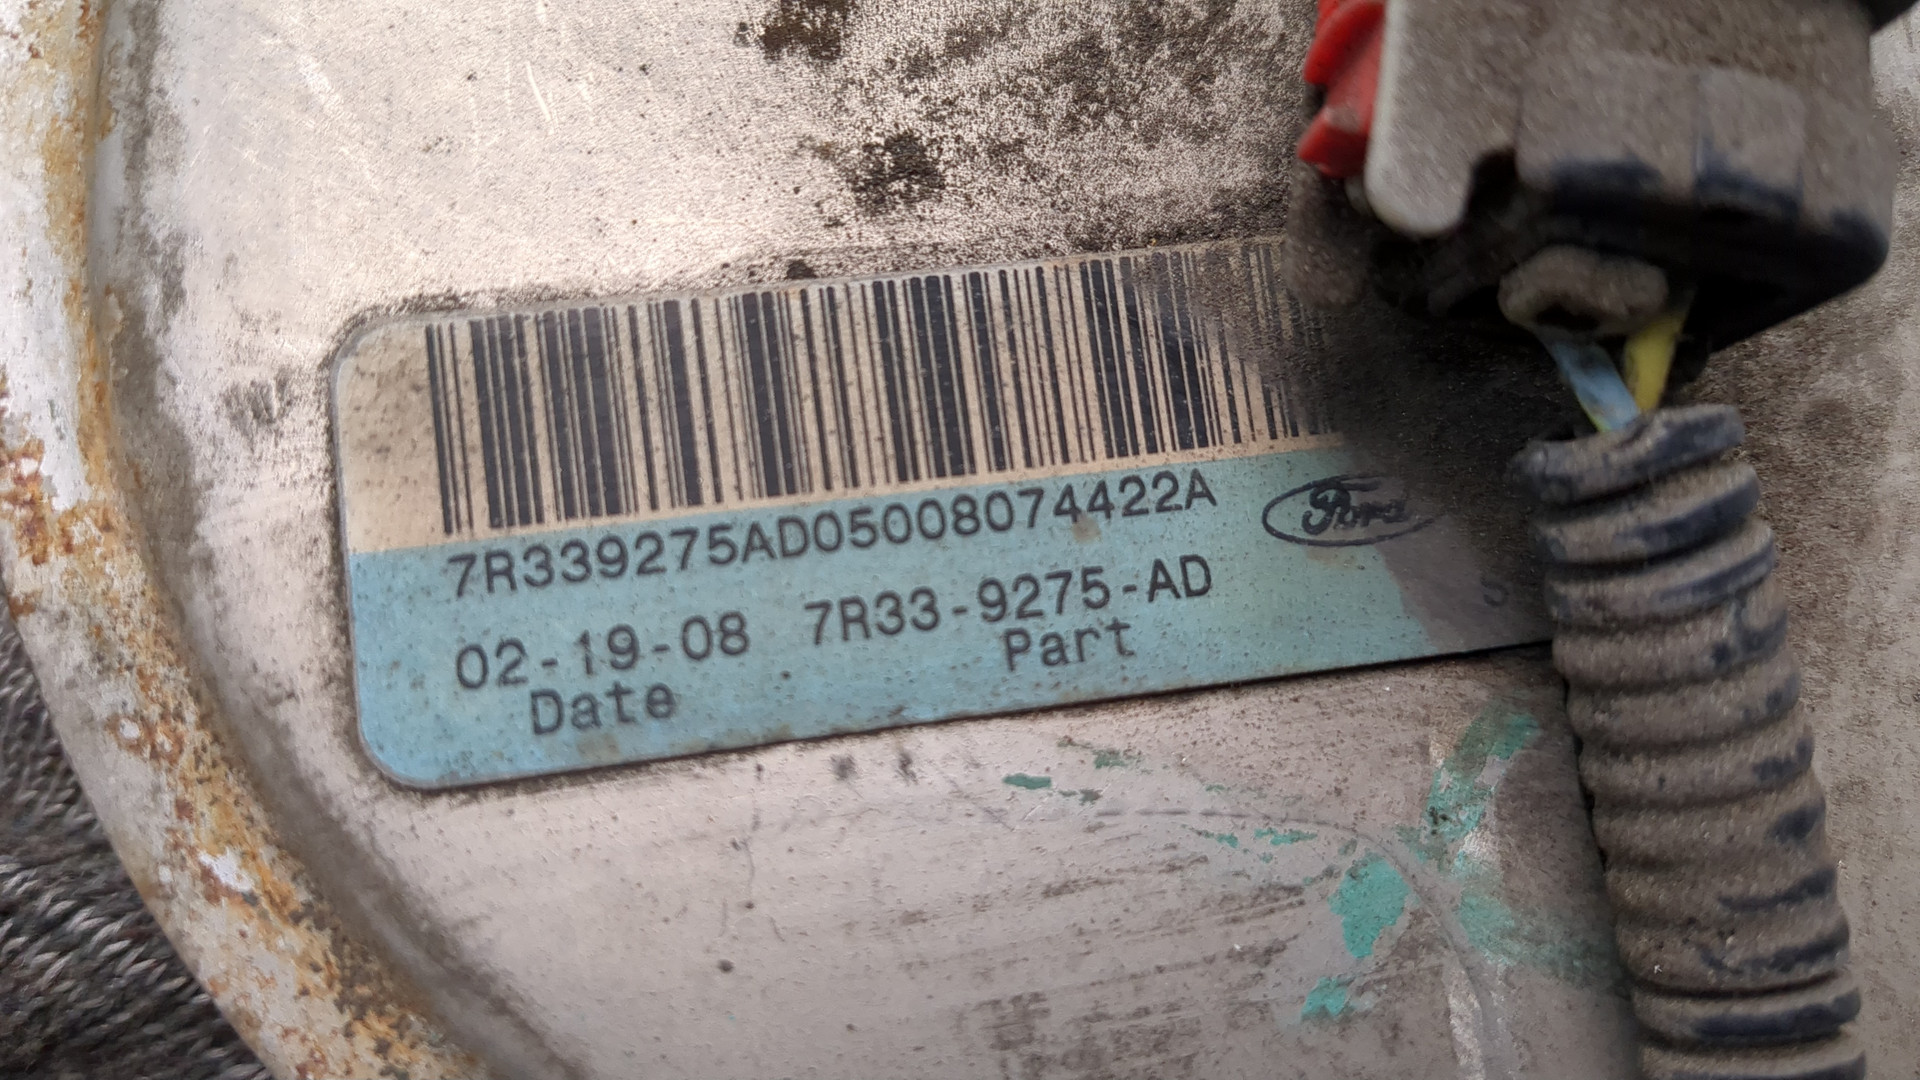 7R339275AD05008074422A
Ford
02-19-08 7R33-9275-AD
Date Part